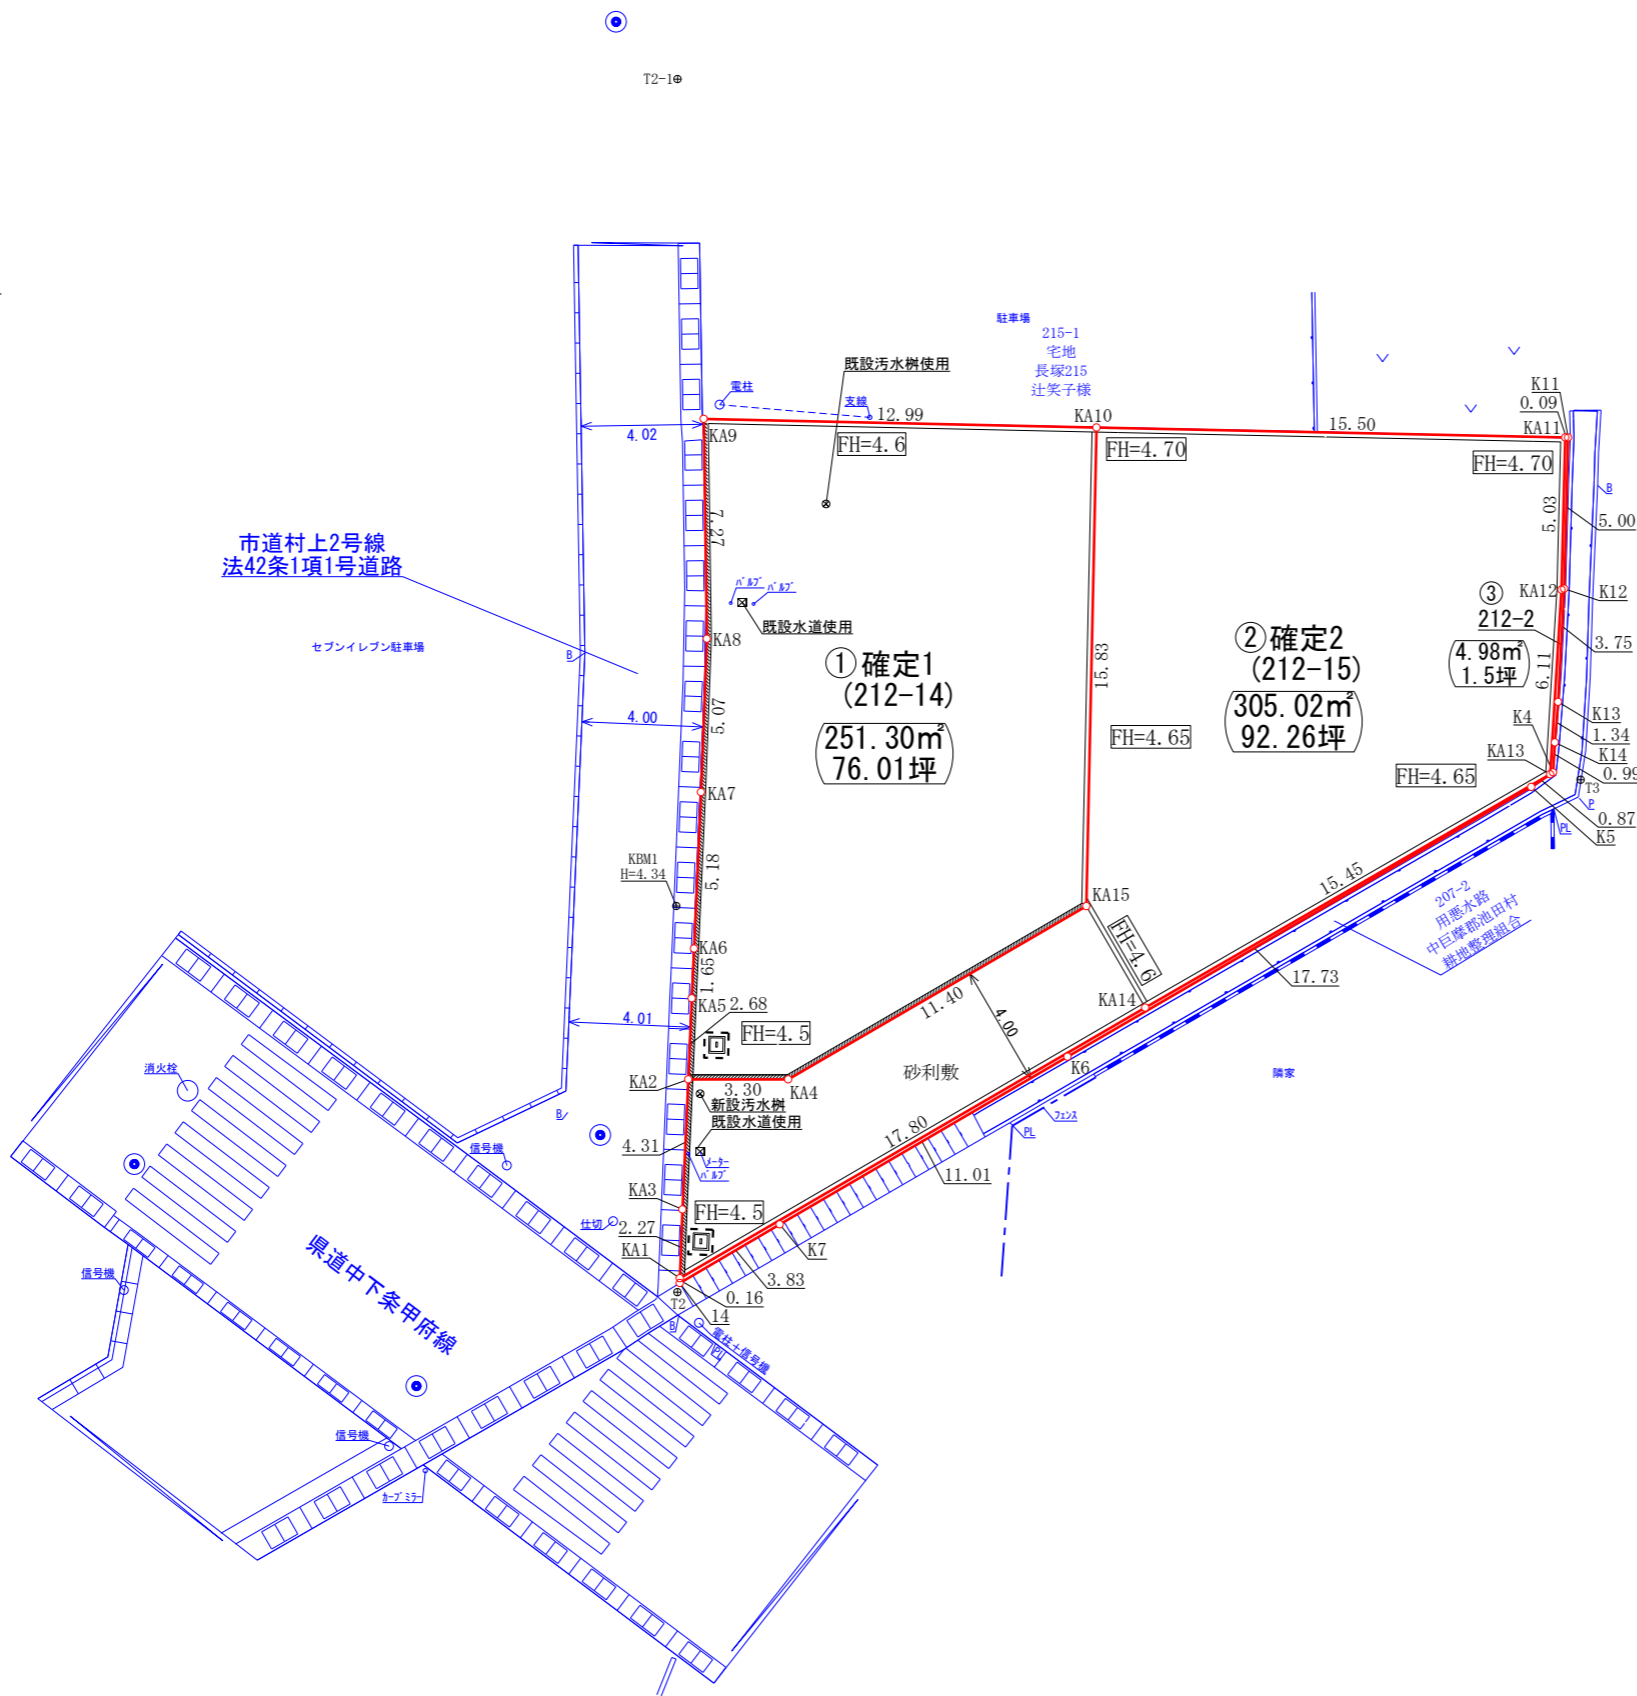 T2-1
駐車場
215-1
宅地
長塚215
辻笑子様
既設汚水桝使用
電柱
支線
12.99
KA10
15.50
K11
0.09
KA11
KA9
4.02
FH=4.6
FH=4.70
FH=4.70
B
5.03
5.00
7.27
市道村上2号線
法42条1項1号道路
バルブ
バルブ
既設水道使用
KA12
K12
③
212-2
4.98㎡
1.5坪
3.75
6.11
セブンイレブン駐車場
B
KA8
①確定1
(212-14)
251.30㎡
76.01坪
15.83
②確定2
(212-15)
305.02㎡
92.26坪
4.00
5.07
FH=4.65
K4
K13
1.34
K14
KA13
0.99
FH=4.65
T3
P
KA7
0.87
PL
K5
KBM1
H=4.34
5.18
15.45
KA15
207-2
用悪水路
中巨摩郡池田村
耕地整理組合
FH=4.6
KA6
1.65
17.73
KA5
2.68
11.40
KA14
4.00
4.01
FH=4.5
K6
砂利敷
隣家
消火栓
KA2
3.30
KA4
新設汚水桝
既設水道使用
B
フェンス
PL
17.80
信号機
4.31
メーター
バルブ
11.01
KA3
FH=4.5
仕切
2.27
K7
KA1
3.83
県道中下条甲府線
信号機
0.16
T2
14
B
電柱+信号機
信号機
カーブミラー